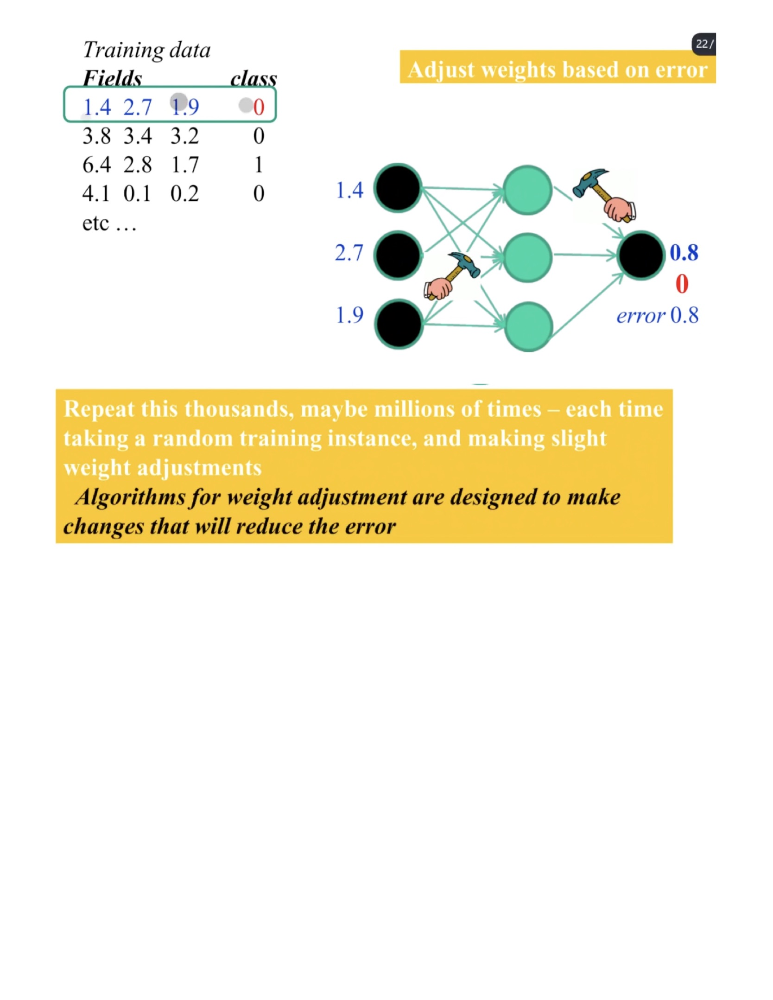 22/
Training data
Adjust weights based on error
Fields class
1.4 2.7 1.9 0
3.8 3.4 3.2 0
6.4 2.8 1.7 1
4.1 0.1 0.2 0
etc …
1.4
2.7
1.9
0.8
0
error 0.8
Repeat this thousands, maybe millions of times – each time
taking a random training instance, and making slight
weight adjustments
Algorithms for weight adjustment are designed to make
changes that will reduce the error